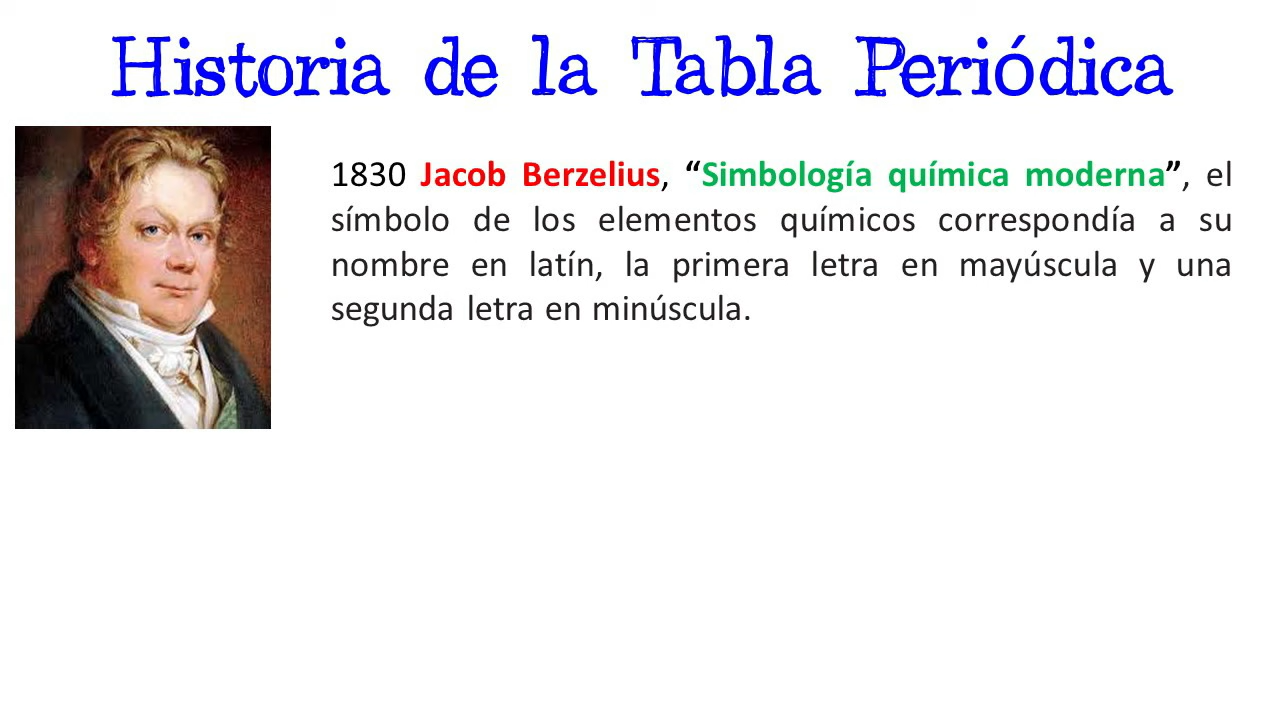 Historia de la Tabla Periódica
1830 Jacob Berzelius, “Simbología química moderna”, el
símbolo de los elementos químicos correspondía a su
nombre en latín, la primera letra en mayúscula y una
segunda letra en minúscula.